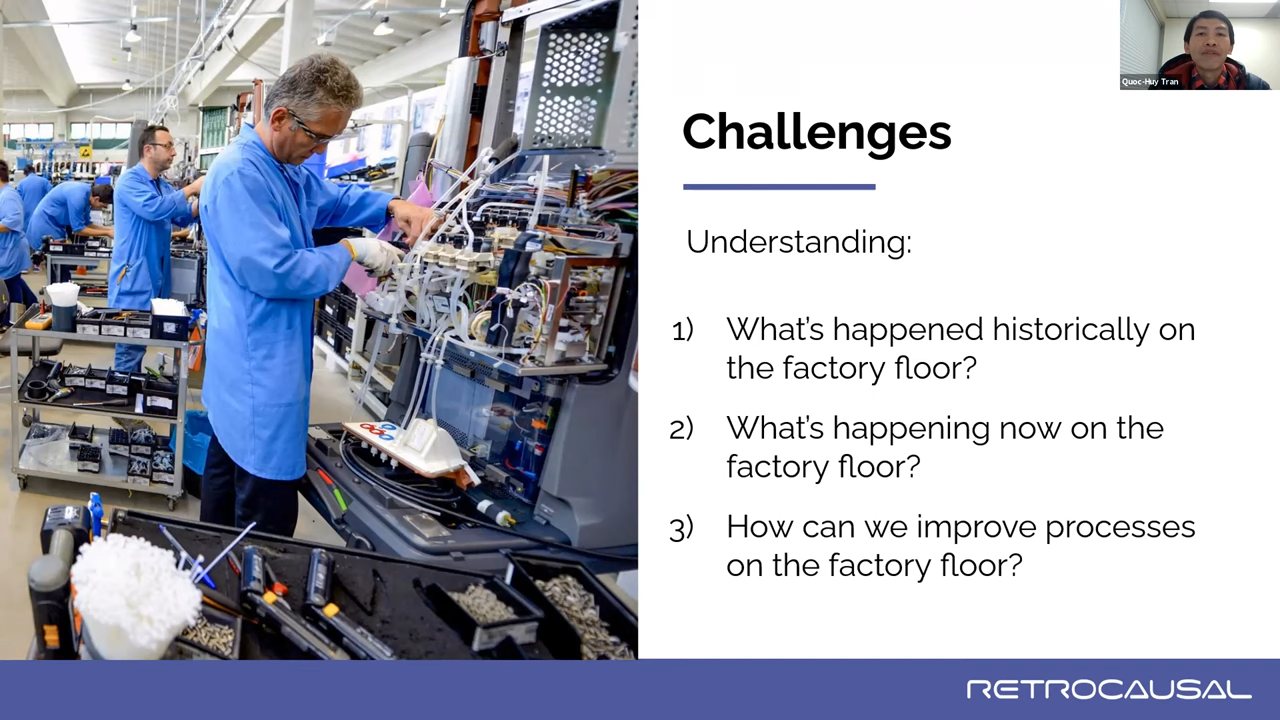 Quoc-Huy Tran
Challenges
Understanding:
1) What's happened historically on
the factory floor?
2) What's happening now on the
factory floor?
3) How can we improve processes
on the factory floor?
RETROCAUSAL